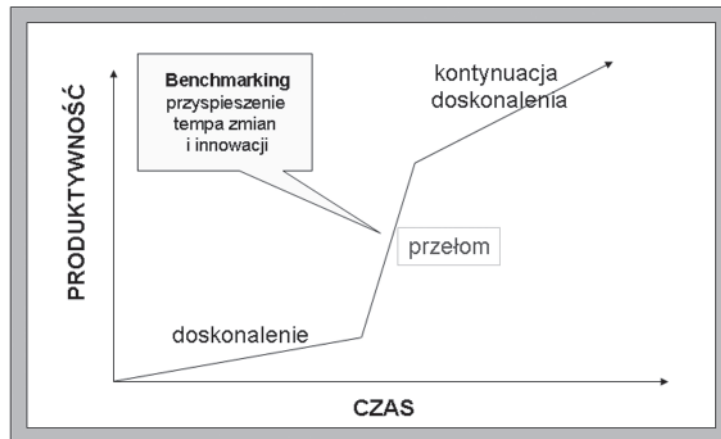 Benchmarking
przyspieszenie
tempa zmian
i innowacji
kontynuacja
doskonalenia
PRODUKTYWNOŚĆ
przełom
doskonalenie
CZAS